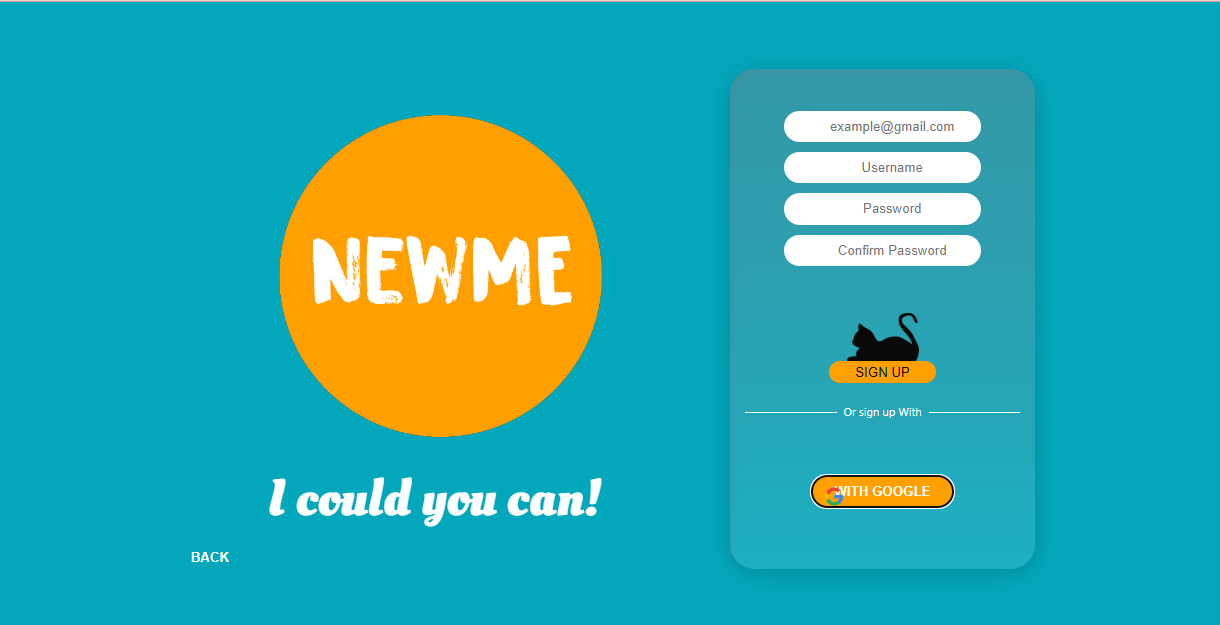 NEWME
I could you can!
BACK
example@gmail.com
Username
Password
Confirm Password
SIGN UP
Or sign up With
WITH GOOGLE